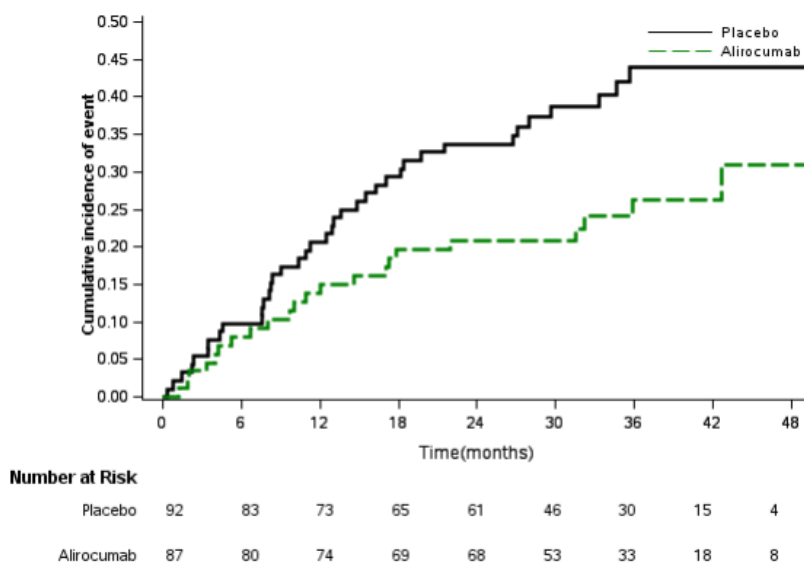 0.50
Placebo
Alirocumab
0.45
0.40
0.35
0.30
0.25
0.20
0.15
0.10
0.05
0.00
Cumulative incidence of event
0 6 12 18 24 30 36 42 48
Time(months)
Number at Risk
Placebo 92 83 73 65 61 46 30 15 4
Alirocumab 87 80 74 69 68 53 33 18 8